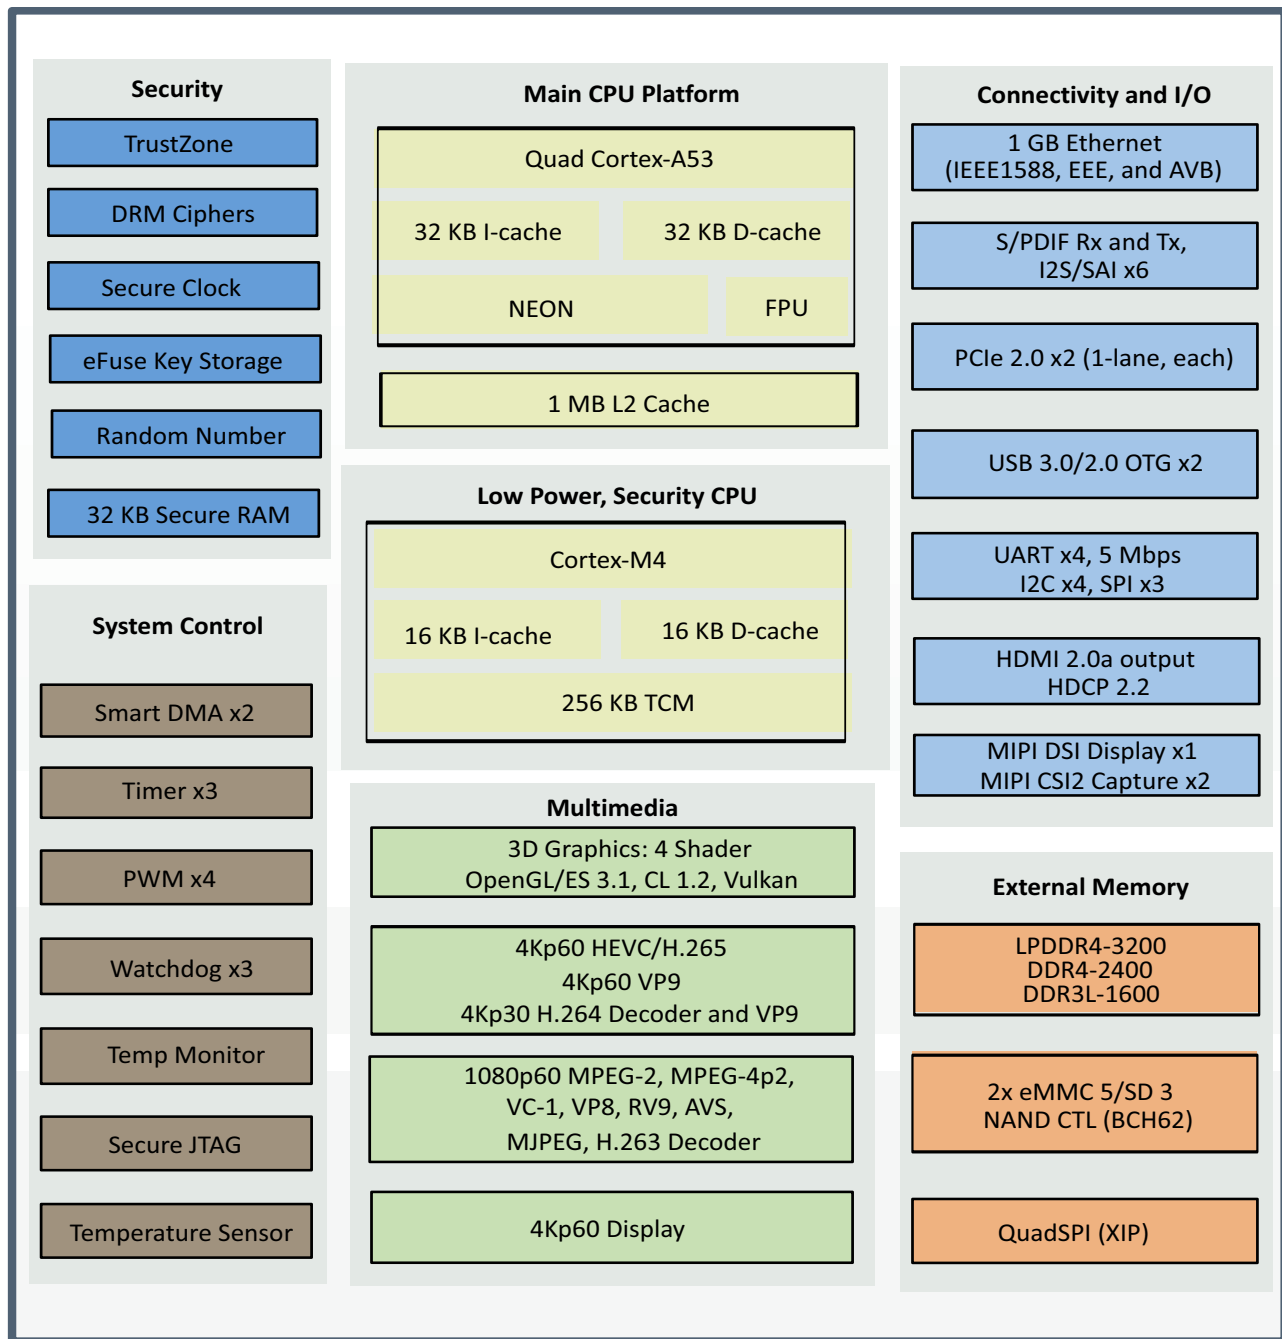 Security
TrustZone
DRM Ciphers
Secure Clock
eFuse Key Storage
Random Number
32 KB Secure RAM
System Control
Smart DMA x2
Timer x3
PWM x4
Watchdog x3
Temp Monitor
Secure JTAG
Temperature Sensor
Main CPU Platform
Quad Cortex-A53
32 KB I-cache
32 KB D-cache
NEON
FPU
1 MB L2 Cache
Low Power, Security CPU
Cortex-M4
16 KB I-cache
16 KB D-cache
256 KB TCM
Multimedia
3D Graphics: 4 Shader
OpenGL/ES 3.1, CL 1.2, Vulkan
4Kp60 HEVC/H.265
4Kp60 VP9
4Kp30 H.264 Decoder and VP9
1080p60 MPEG-2, MPEG-4p2,
VC-1, VP8, RV9, AVS,
MJPEG, H.263 Decoder
4Kp60 Display
Connectivity and I/O
1 GB Ethernet
(IEEE1588, EEE, and AVB)
S/PDIF Rx and Tx,
I2S/SAI x6
PCIe 2.0 x2 (1-lane, each)
USB 3.0/2.0 OTG x2
UART x4, 5 Mbps
I2C x4, SPI x3
HDMI 2.0a output
HDCP 2.2
MIPI DSI Display x1
MIPI CSI2 Capture x2
External Memory
LPDDR4-3200
DDR4-2400
DDR3L-1600
2x eMMC 5/SD 3
NAND CTL (BCH62)
QuadSPI (XIP)